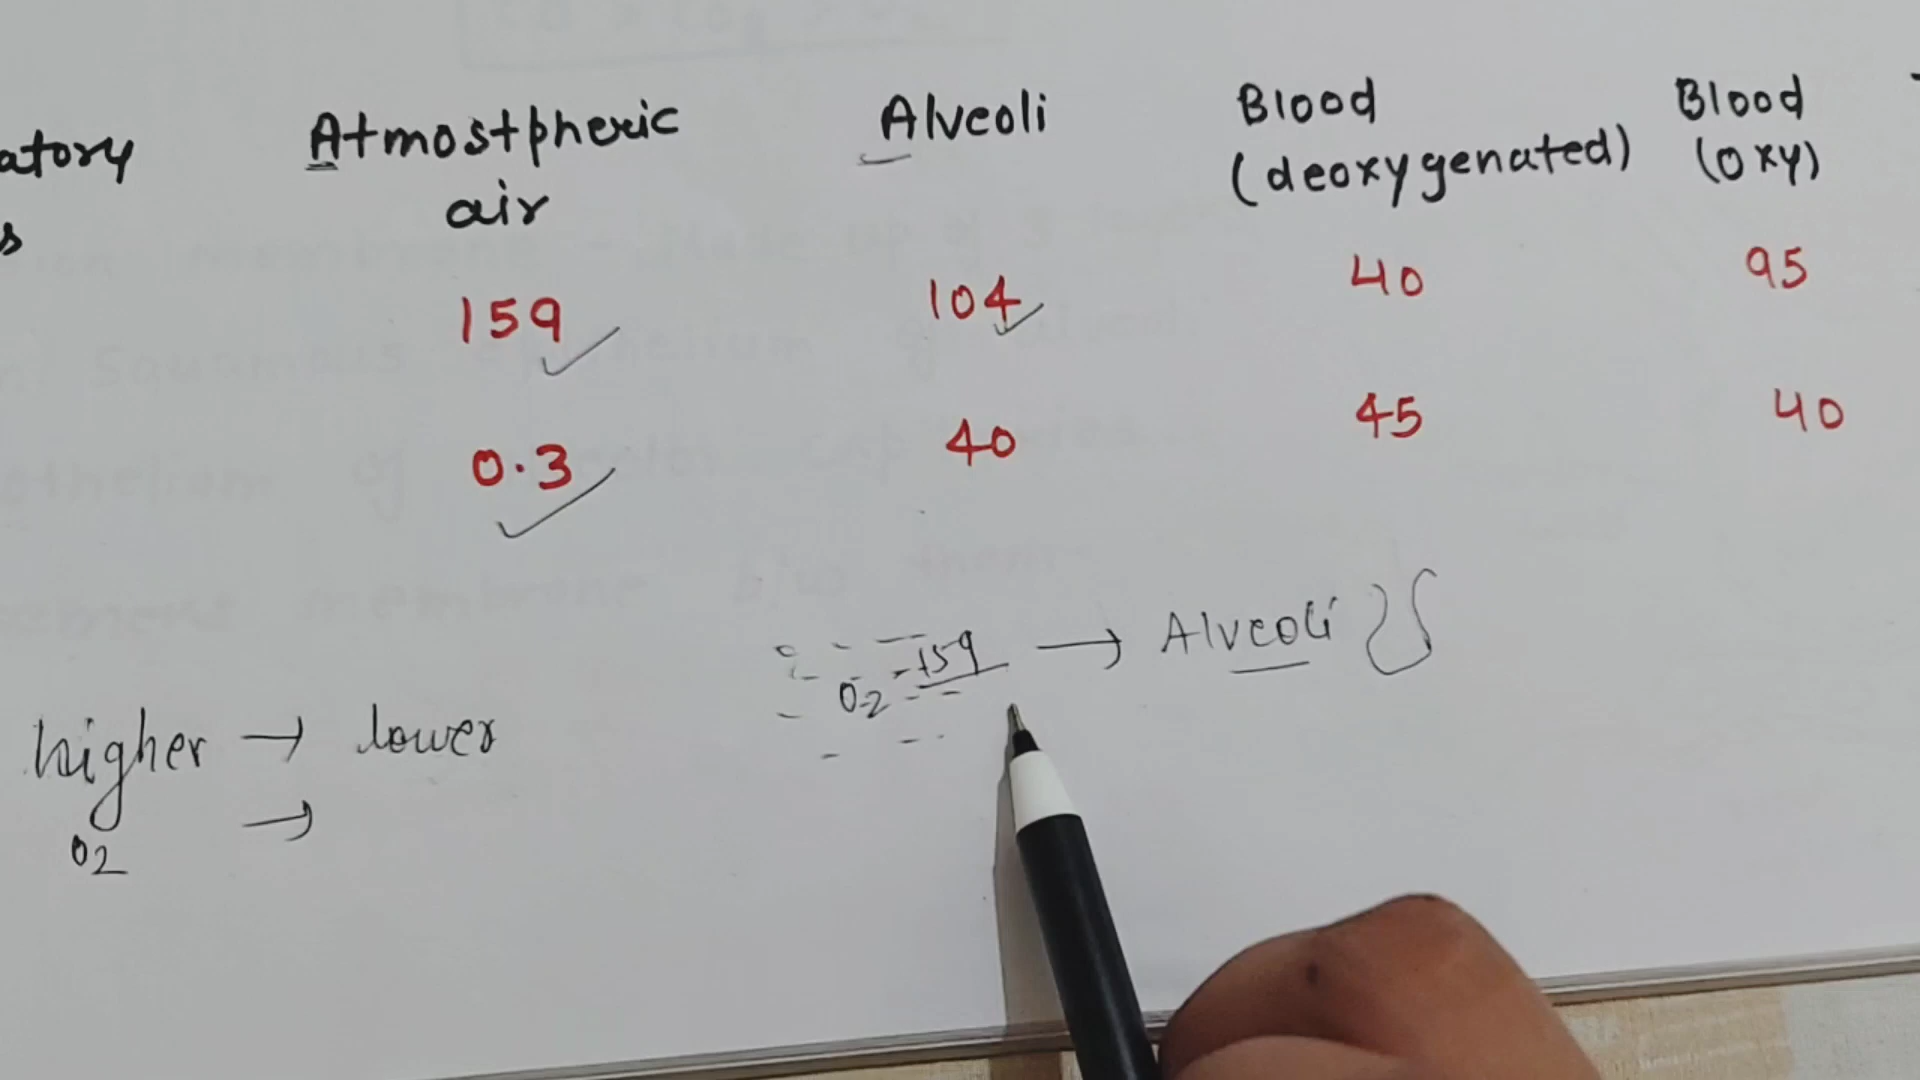 Atmostpheric Alveoli Blood Blood
atory air (deoxygenated) (oxy)
s
159 104 40 95
0.3 40 45 40
O2 159 → Alveoli
higher → lower
O2 →